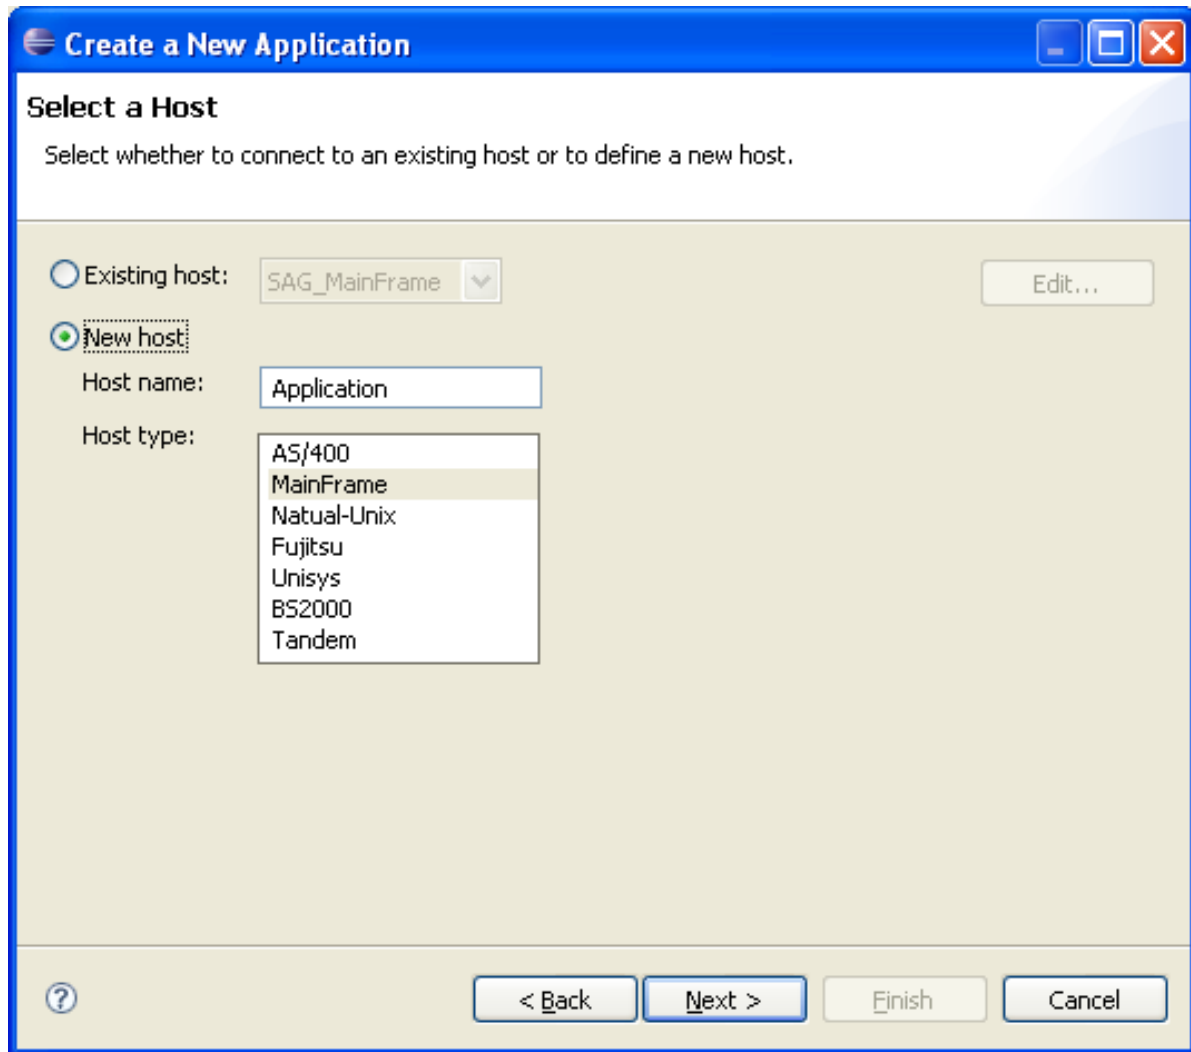 Create a New Application
Select a Host
Select whether to connect to an existing host or to define a new host.
Existing host: SAG_MainFrame Edit...
New host
Host name: Application
Host type:
AS/400
MainFrame
Natual-Unix
Fujitsu
Unisys
BS2000
Tandem
? < Back Next > Finish Cancel